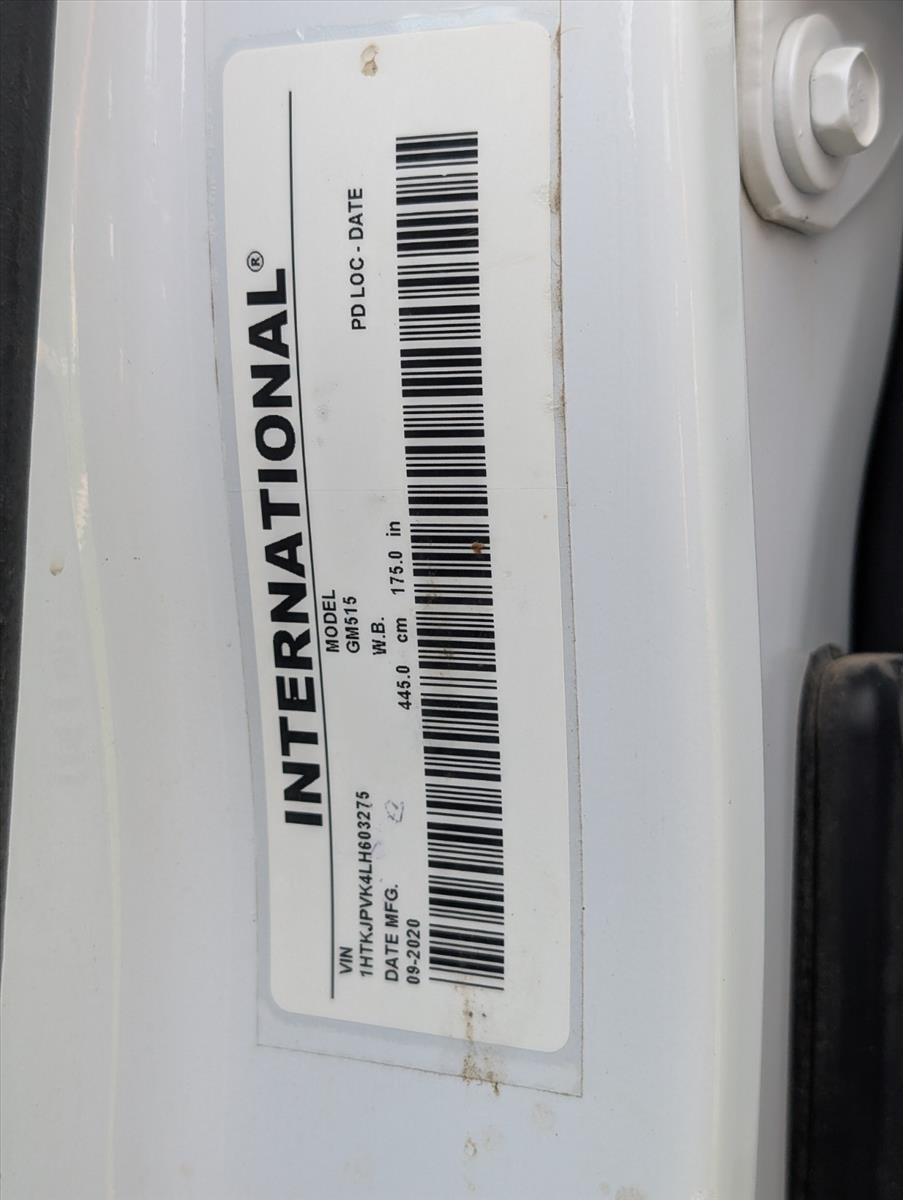 INTERNATIONAL®
VIN
1HTKJPVK4LH603275
DATE MFG.
09-2020
MODEL
GM515
W.B.
445.0 cm 175.0 in
PD LOC - DATE